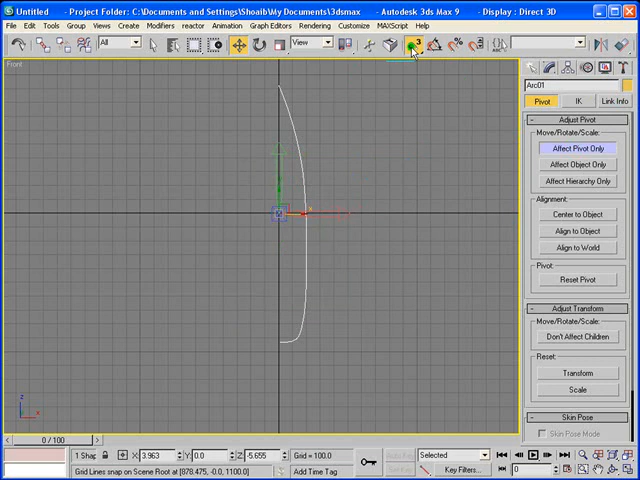 Untitled - Project Folder: C:\Documents and Settings\Shoaib\My Documents\3dsmax - Autodesk 3ds Max 9 - Display : Direct 3D
File Edit Tools Group Views Create Modifiers reactor Animation Graph Editors Rendering Customize MAXScript Help
All View 3
Front
Arc01
Pivot IK Link Info
Adjust Pivot
Move/Rotate/Scale:
Affect Pivot Only
Affect Object Only
Affect Hierarchy Only
Alignment:
Center to Object
Align to Object
Align to World
Pivot:
Reset Pivot
Adjust Transform
Move/Rotate/Scale:
Don't Affect Children
Reset:
Transform
Scale
Skin Pose
Skin Pose Mode
x
z
x
0 / 100
1 Shap X: 3.963 Y: 0.0 Z: -5.655 Grid = 100.0 Auto Key Selected
Grid Lines snap on Scene Root at [878.475, -0.0, 1100.0] Add Time Tag Set Key Key Filters... 0